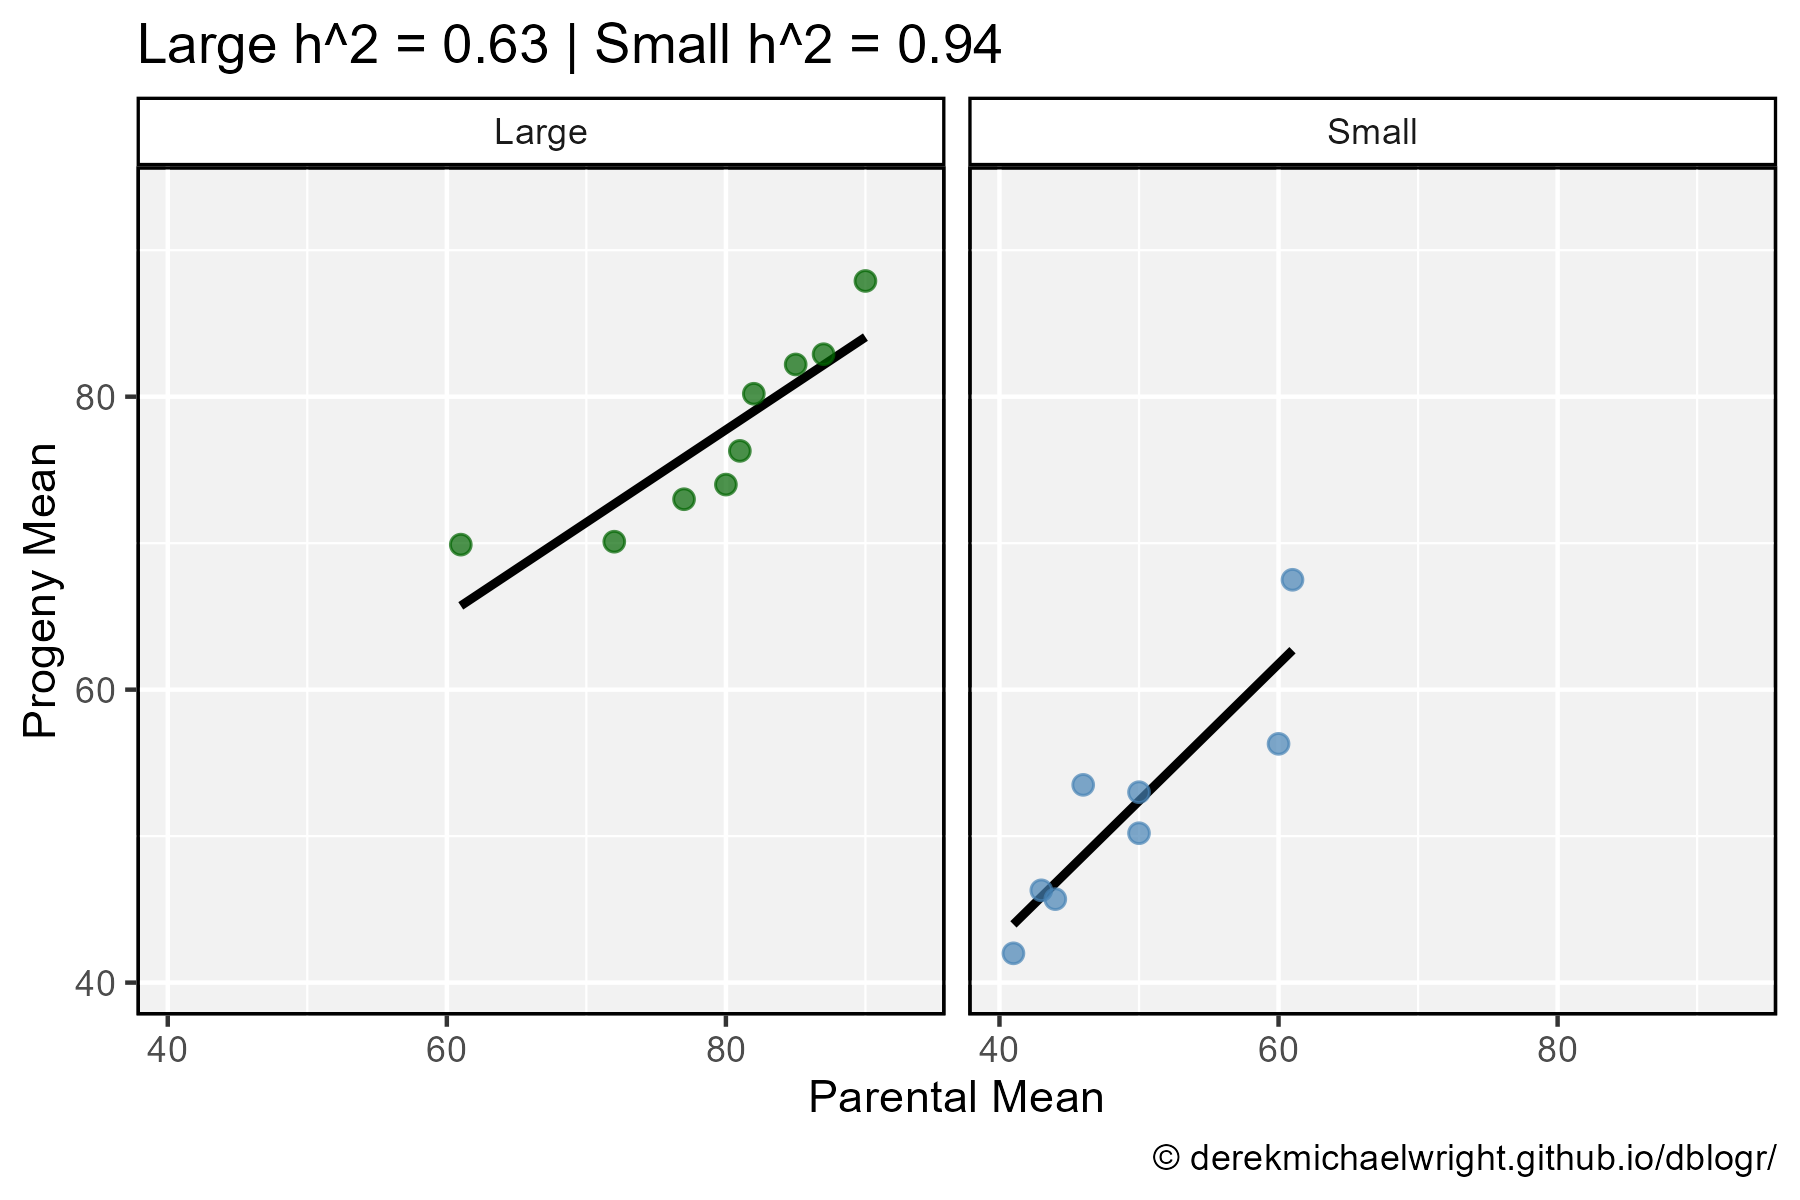 Large h^2 = 0.63 | Small h^2 = 0.94
Large
Small
Progeny Mean
80
60
40
40
60
80
40
60
80
Parental Mean
© derekmichaelwright.github.io/dblogr/